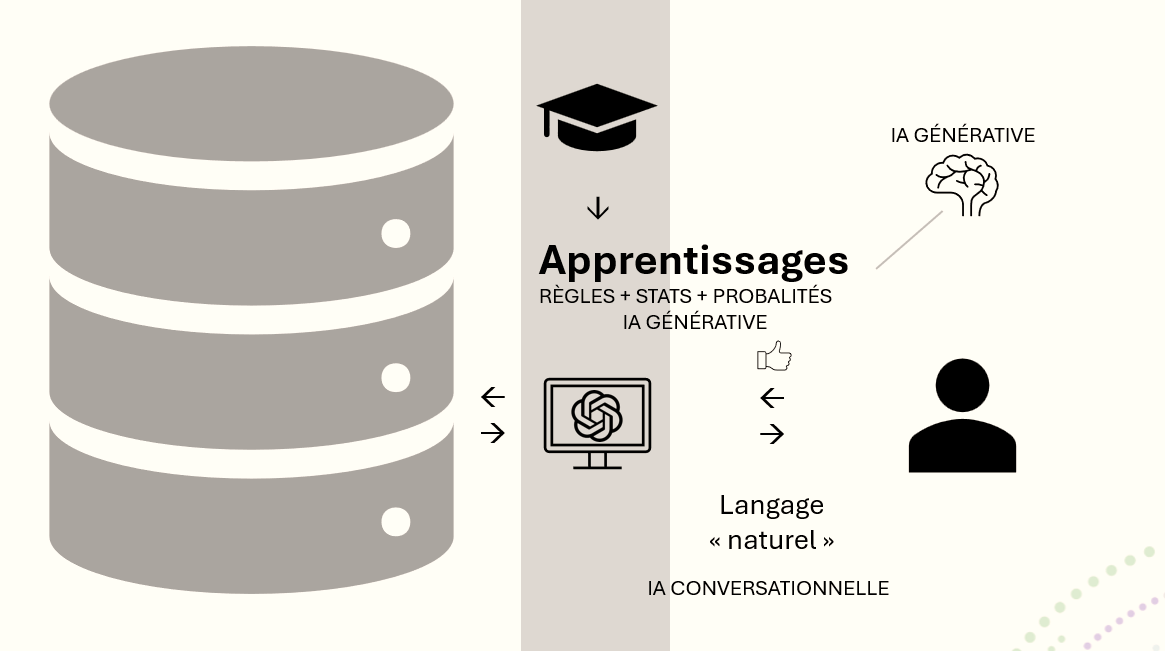 IA GÉNÉRATIVE
Apprentissages
RÈGLES + STATS + PROBALITÉS
IA GÉNÉRATIVE
Langage
« naturel »
IA CONVERSATIONNELLE